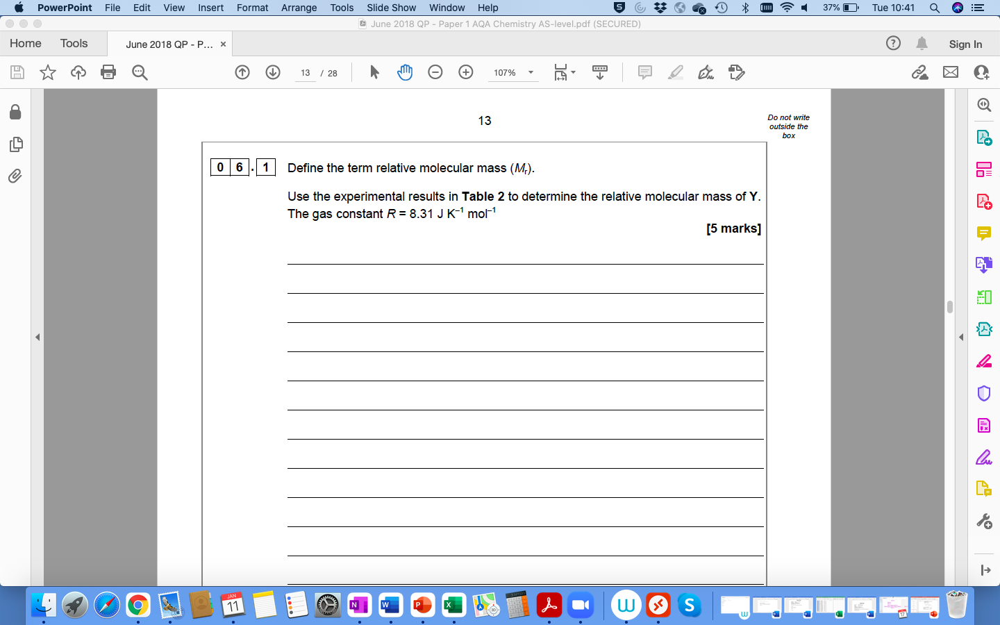 PowerPoint File Edit View Insert Format Arrange Tools Slide Show Window Help 37% Tue 10:41
June 2018 QP - Paper 1 AQA Chemistry AS-level.pdf (SECURED)
Home Tools June 2018 QP - P... × Sign In
13 / 28 107%
13
Do not write
outside the
box
0 6 . 1 Define the term relative molecular mass (Mr).
Use the experimental results in Table 2 to determine the relative molecular mass of Y.
The gas constant R = 8.31 J K⁻¹ mol⁻¹
[5 marks]
JAN
11